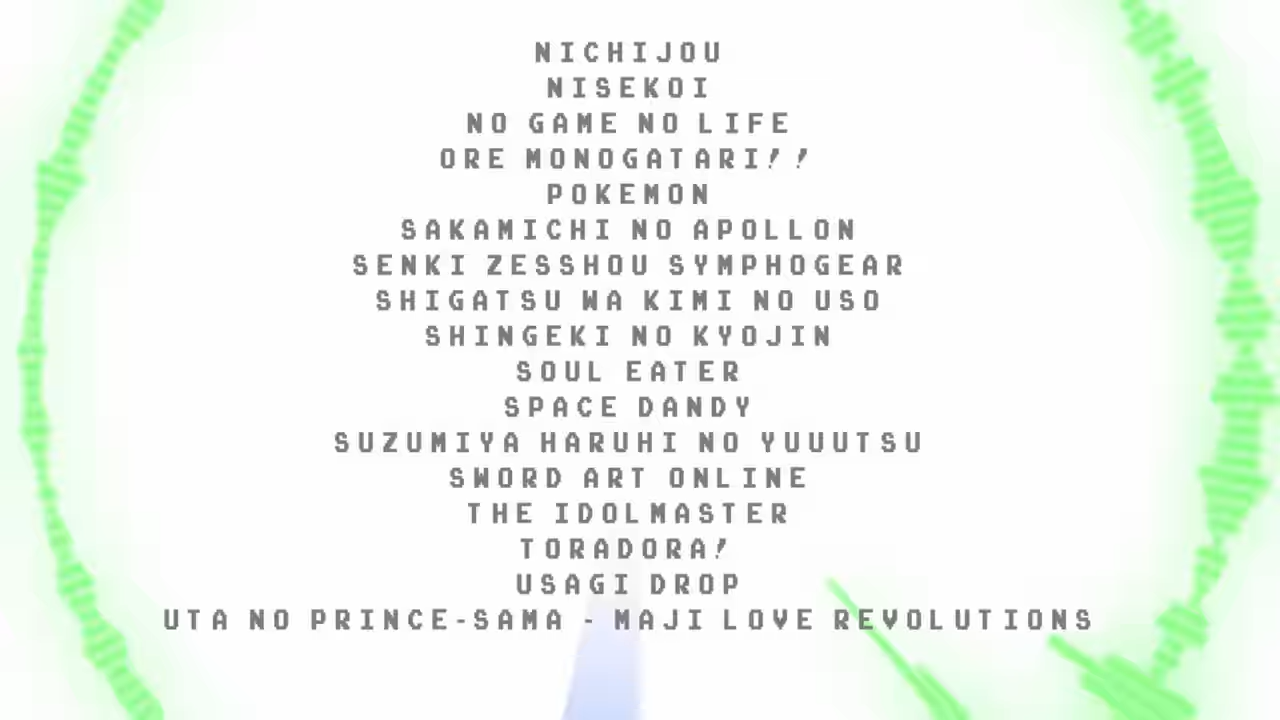 NICHIJOU
NISEKOI
NO GAME NO LIFE
ORE MONOGATARI!!
POKEMON
SAKAMICHI NO APOLLON
SENKI ZESSHOU SYMPHOGEAR
SHIGATSU WA KIMI NO USO
SHINGEKI NO KYOJIN
SOUL EATER
SPACE DANDY
SUZUMIYA HARUHI NO YUUUTSU
SWORD ART ONLINE
THE IDOLMASTER
TORADORA!
USAGI DROP
UTA NO PRINCE-SAMA - MAJI LOVE REVOLUTIONS